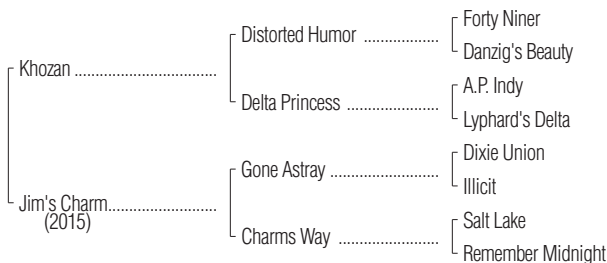 Forty Niner
Distorted Humor ..................
Danzig's Beauty
Khozan ..................................
A.P. Indy
Delta Princess ......................
Lyphard's Delta
Dixie Union
Gone Astray ..........................
Illicit
Jim's Charm..........................
(2015)
Salt Lake
Charms Way ........................
Remember Midnight